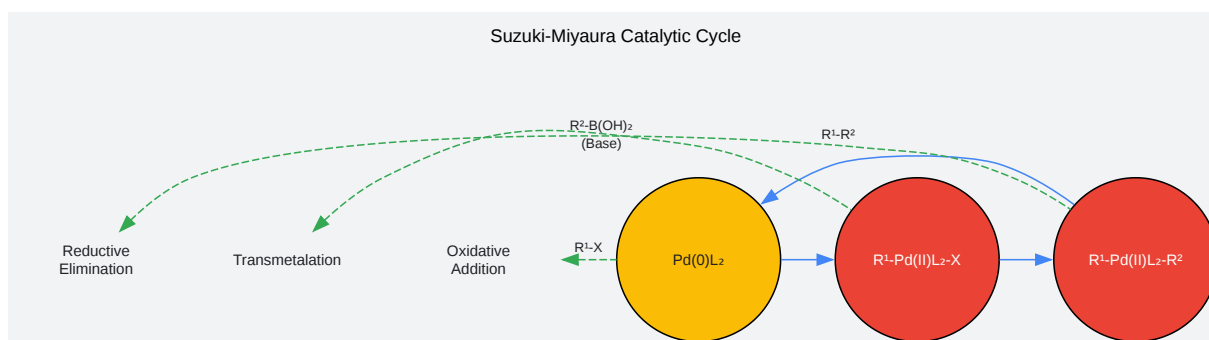 Suzuki-Miyaura Catalytic Cycle
R²-B(OH)₂
(Base)
R¹-R²
Reductive
Elimination
Transmetalation
Oxidative
Addition
R¹-X
Pd(0)L₂
R¹-Pd(II)L₂-X
R¹-Pd(II)L₂-R²